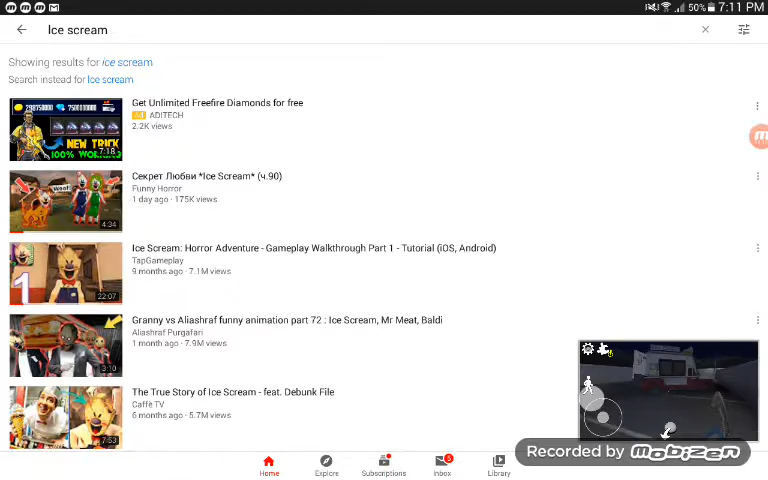 50% 7:11 PM
Ice scream
Showing results for ice scream
Search instead for Ice scream
Get Unlimited Freefire Diamonds for free
Ad ADITECH
2.2K views
NEW TRICK
7:18
Секрет Любви *Ice Scream* (ч.90)
Funny Horror
1 day ago · 175K views
Woof!
4:34
Ice Scream: Horror Adventure - Gameplay Walkthrough Part 1 - Tutorial (iOS, Android)
TapGameplay
9 months ago · 7.1M views
1
22:07
Granny vs Aliashraf funny animation part 72 : Ice Scream, Mr Meat, Baldi
Aliashraf Purgafari
1 month ago · 7.9M views
3:10
The True Story of Ice Scream - feat. Debunk File
Caffè TV
6 months ago · 5.7M views
7:53
Recorded by Mobizen
5
Home Explore Subscriptions Inbox Library